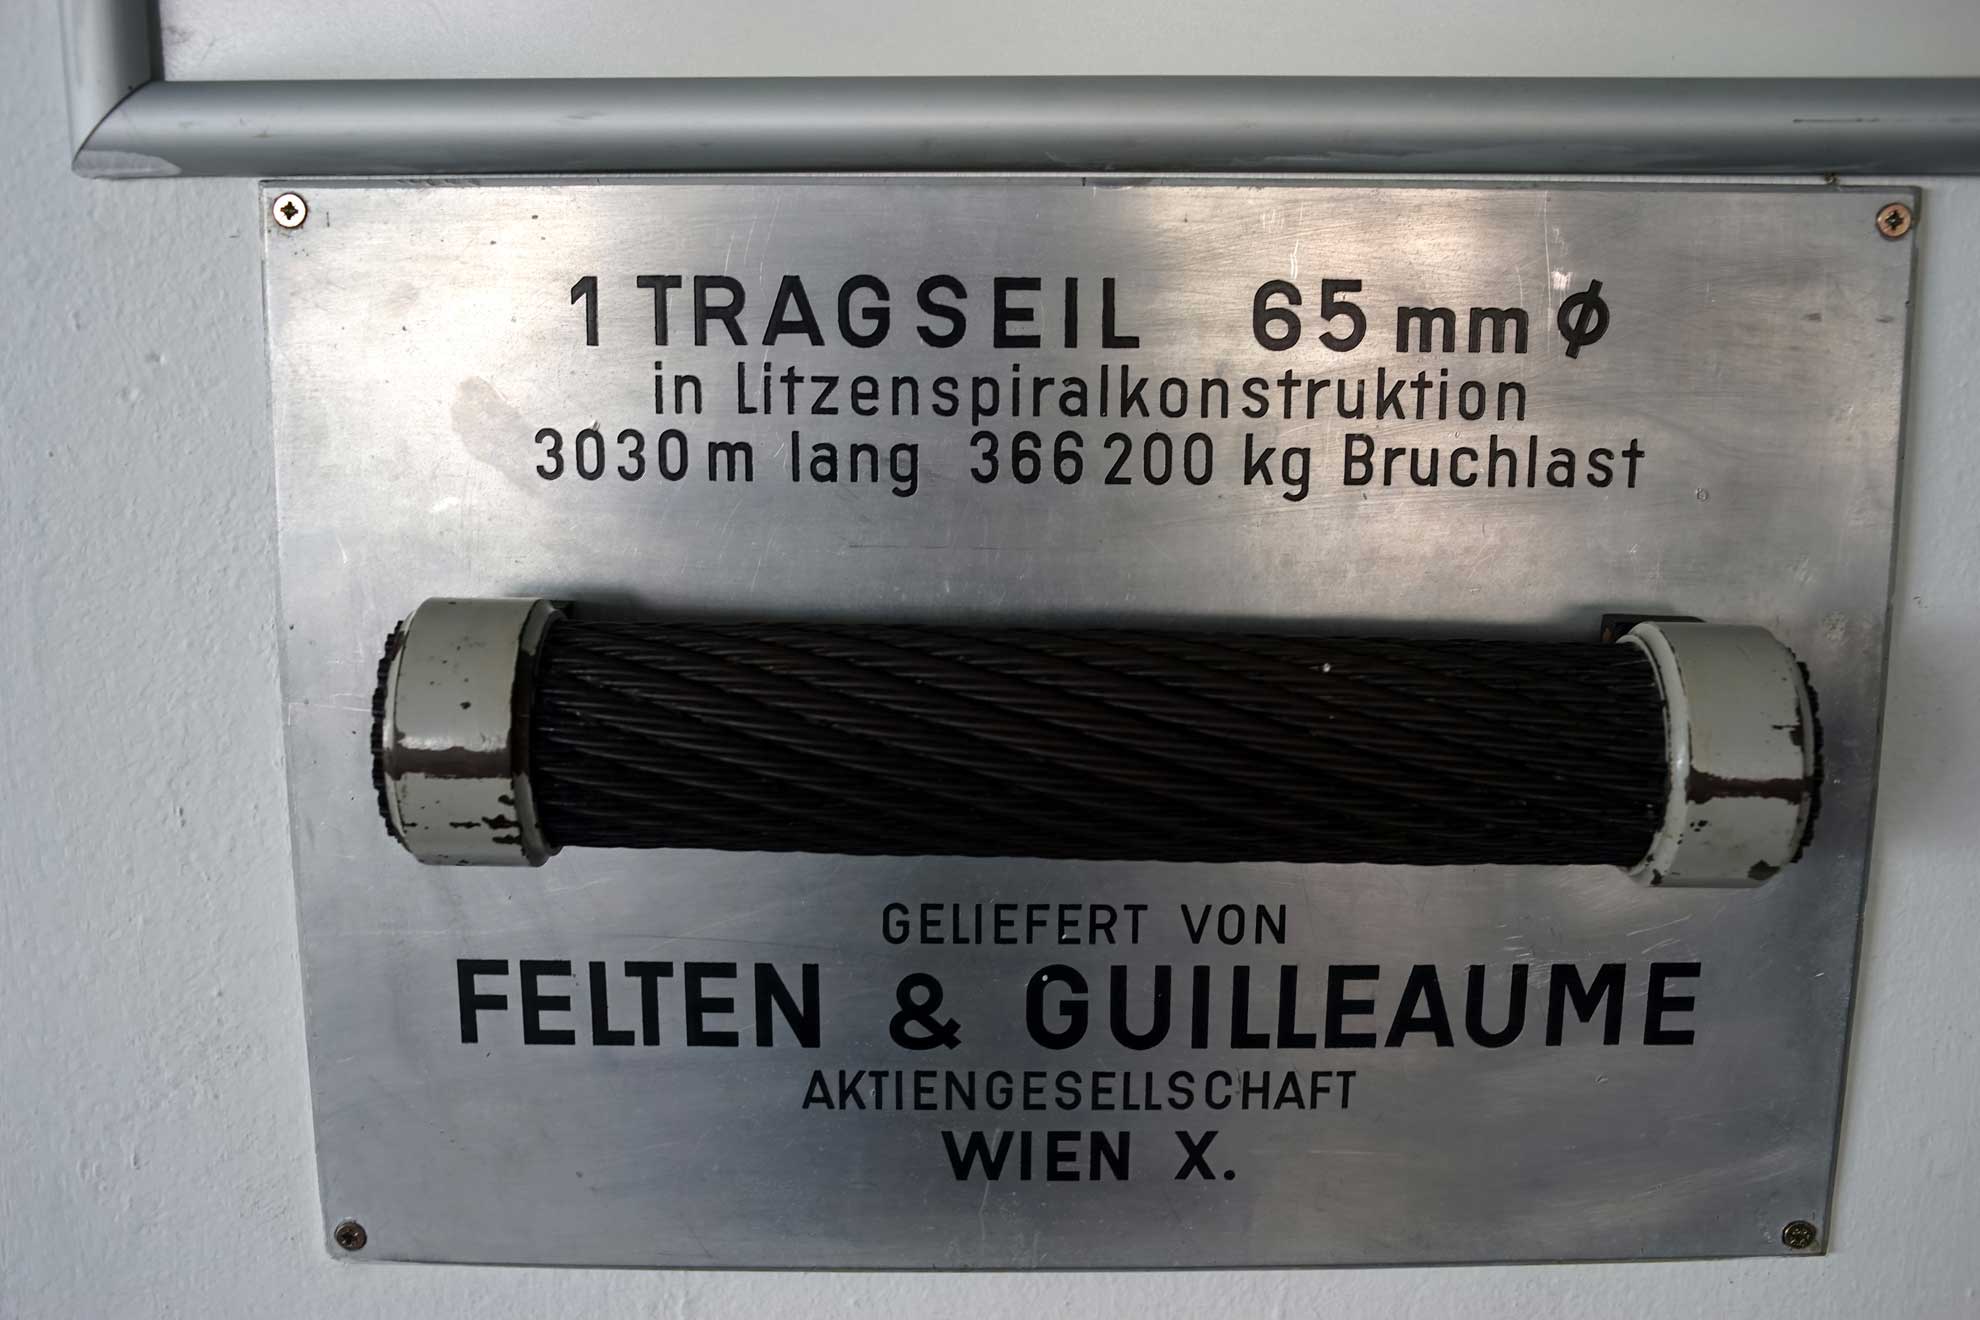 1 TRAGSEIL 65 mm ø
in Litzenspiralkonstruktion
3030 m lang 366 200 kg Bruchlast
GELIEFERT VON
FELTEN & GUILLEAUME
AKTIENGESELLSCHAFT
WIEN X.